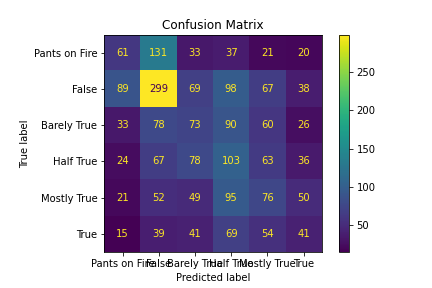 Confusion Matrix
Pants on Fire 61 131 33 37 21 20
False 89 299 69 98 67 38
Barely True 33 78 73 90 60 26
Half True 24 67 78 103 63 36
Mostly True 21 52 49 95 76 50
True 15 39 41 69 54 41
Pants on Fire False Barely True Half True Mostly True True
Predicted label
True label
250
200
150
100
50